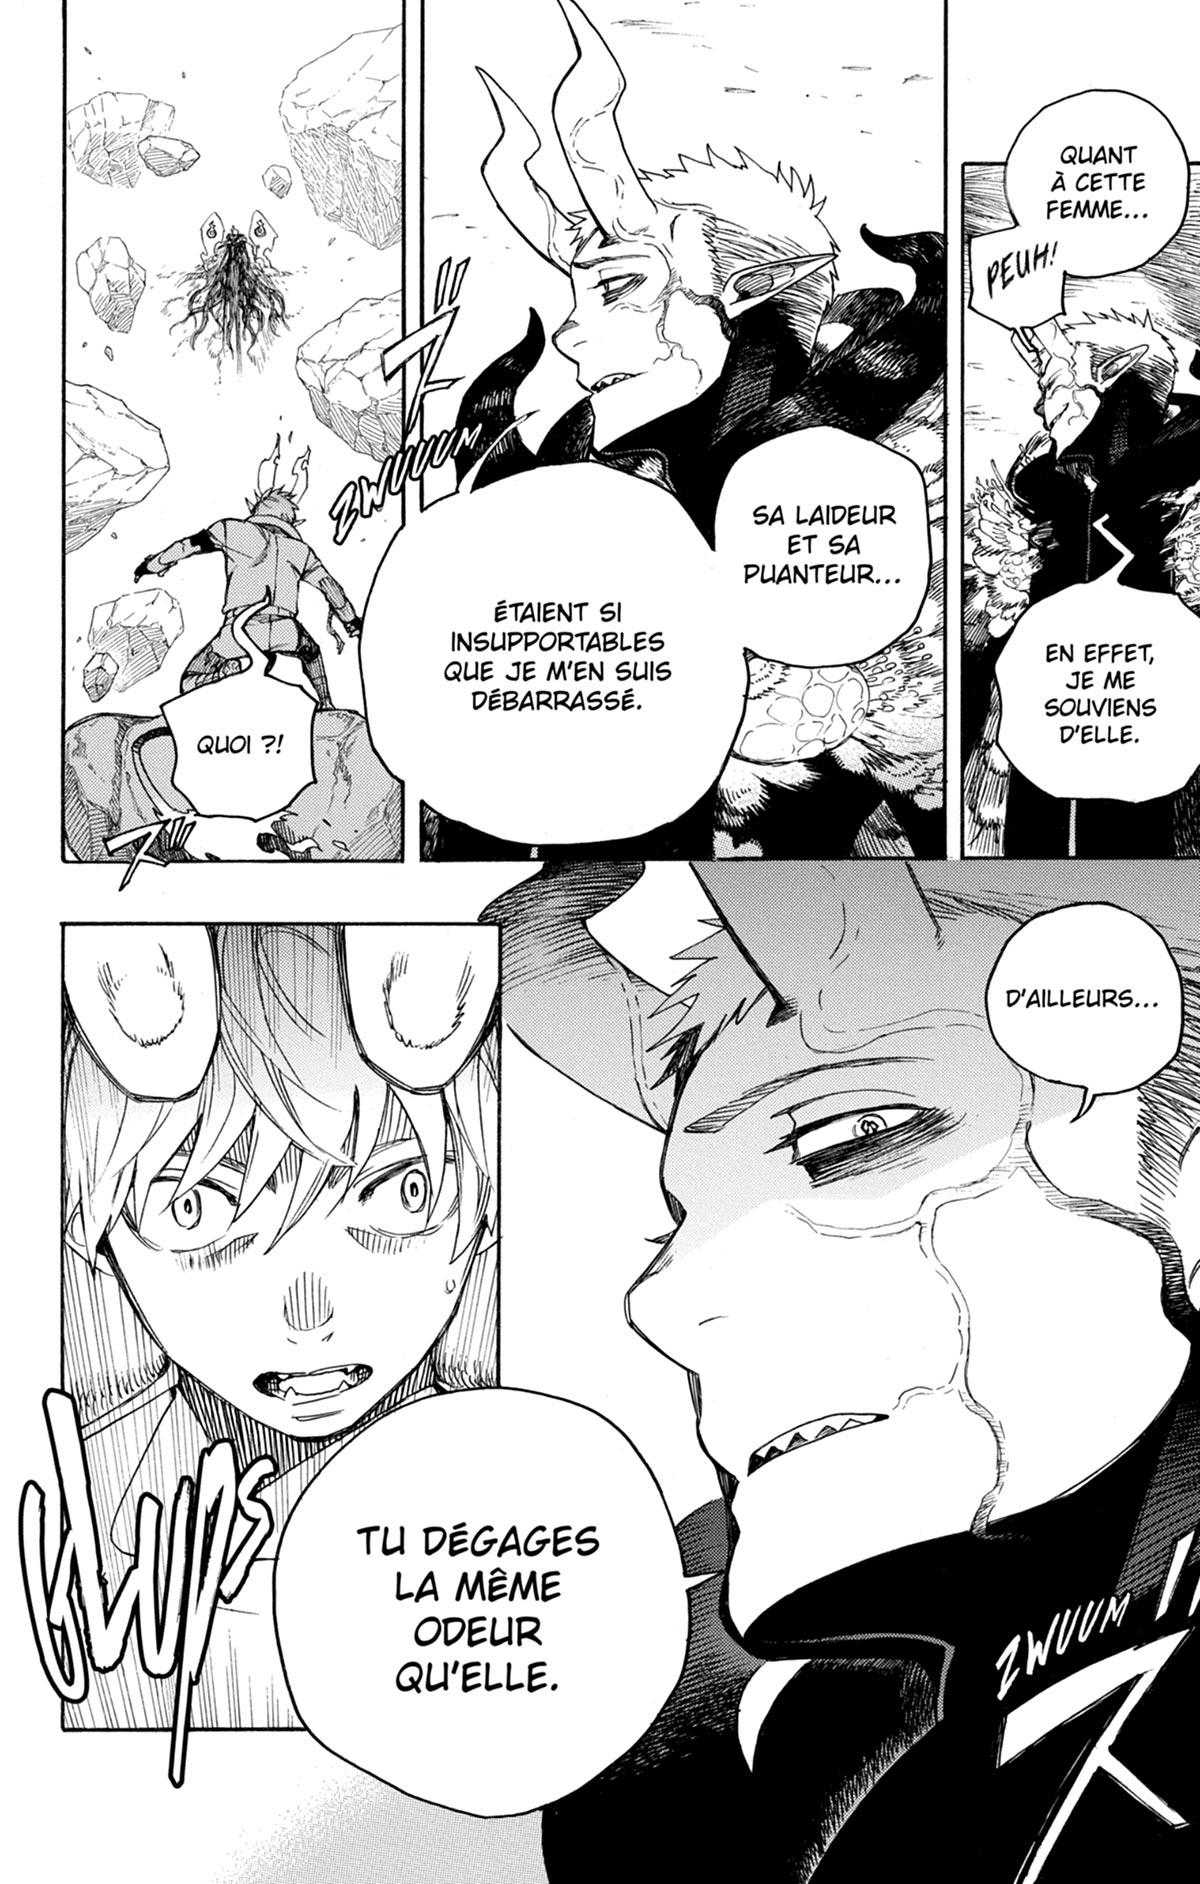 QUANT
À CETTE
FEMME...
PEUH!
EN EFFET,
JE ME
SOUVIENS
D'ELLE.
SA LAIDEUR
ET SA
PUANTEUR...
ÉTAIENT SI
INSUPPORTABLES
QUE JE M'EN SUIS
DÉBARRASSÉ.
ZWUUUM
QUOI ?!
D'AILLEURS...
TU DÉGAGES
LA MÊME
ODEUR
QU'ELLE.
ZWUUM